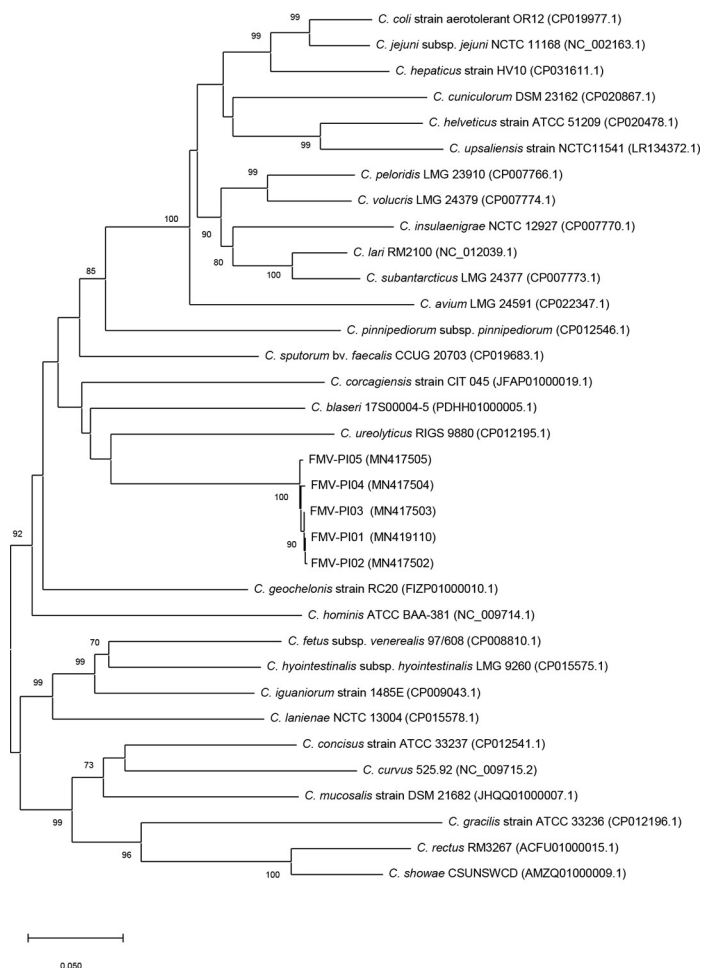 99
C. coli strain aerotolerant OR12 (CP019977.1)
99
C. jejuni subsp. jejuni NCTC 11168 (NC_002163.1)
C. hepaticus strain HV10 (CP031611.1)
C. cuniculorum DSM 23162 (CP020867.1)
C. helveticus strain ATCC 51209 (CP020478.1)
99
C. upsaliensis strain NCTC11541 (LR134372.1)
99
C. peloridis LMG 23910 (CP007766.1)
C. volucris LMG 24379 (CP007774.1)
100
C. insulaenigrae NCTC 12927 (CP007770.1)
90
C. lari RM2100 (NC_012039.1)
80
100
C. subantarcticus LMG 24377 (CP007773.1)
85
C. avium LMG 24591 (CP022347.1)
C. pinnipediorum subsp. pinnipediorum (CP012546.1)
C. sputorum bv. faecalis CCUG 20703 (CP019683.1)
C. corcagiensis strain CIT 045 (JFAP01000019.1)
C. blaseri 17S00004-5 (PDHH01000005.1)
C. ureolyticus RIGS 9880 (CP012195.1)
FMV-PI05 (MN417505)
FMV-PI04 (MN417504)
100
FMV-PI03 (MN417503)
92
FMV-PI01 (MN419110)
90
FMV-PI02 (MN417502)
C. geochelonis strain RC20 (FIZP01000010.1)
C. hominis ATCC BAA-381 (NC_009714.1)
70
C. fetus subsp. venerealis 97/608 (CP008810.1)
99
C. hyointestinalis subsp. hyointestinalis LMG 9260 (CP015575.1)
99
C. iguaniorum strain 1485E (CP009043.1)
C. lanienae NCTC 13004 (CP015578.1)
C. concisus strain ATCC 33237 (CP012541.1)
73
C. curvus 525.92 (NC_009715.2)
C. mucosalis strain DSM 21682 (JHQQ01000007.1)
99
C. gracilis strain ATCC 33236 (CP012196.1)
C. rectus RM3267 (ACFU01000015.1)
96
100
C. showae CSUNSWCD (AMZQ01000009.1)
0.050